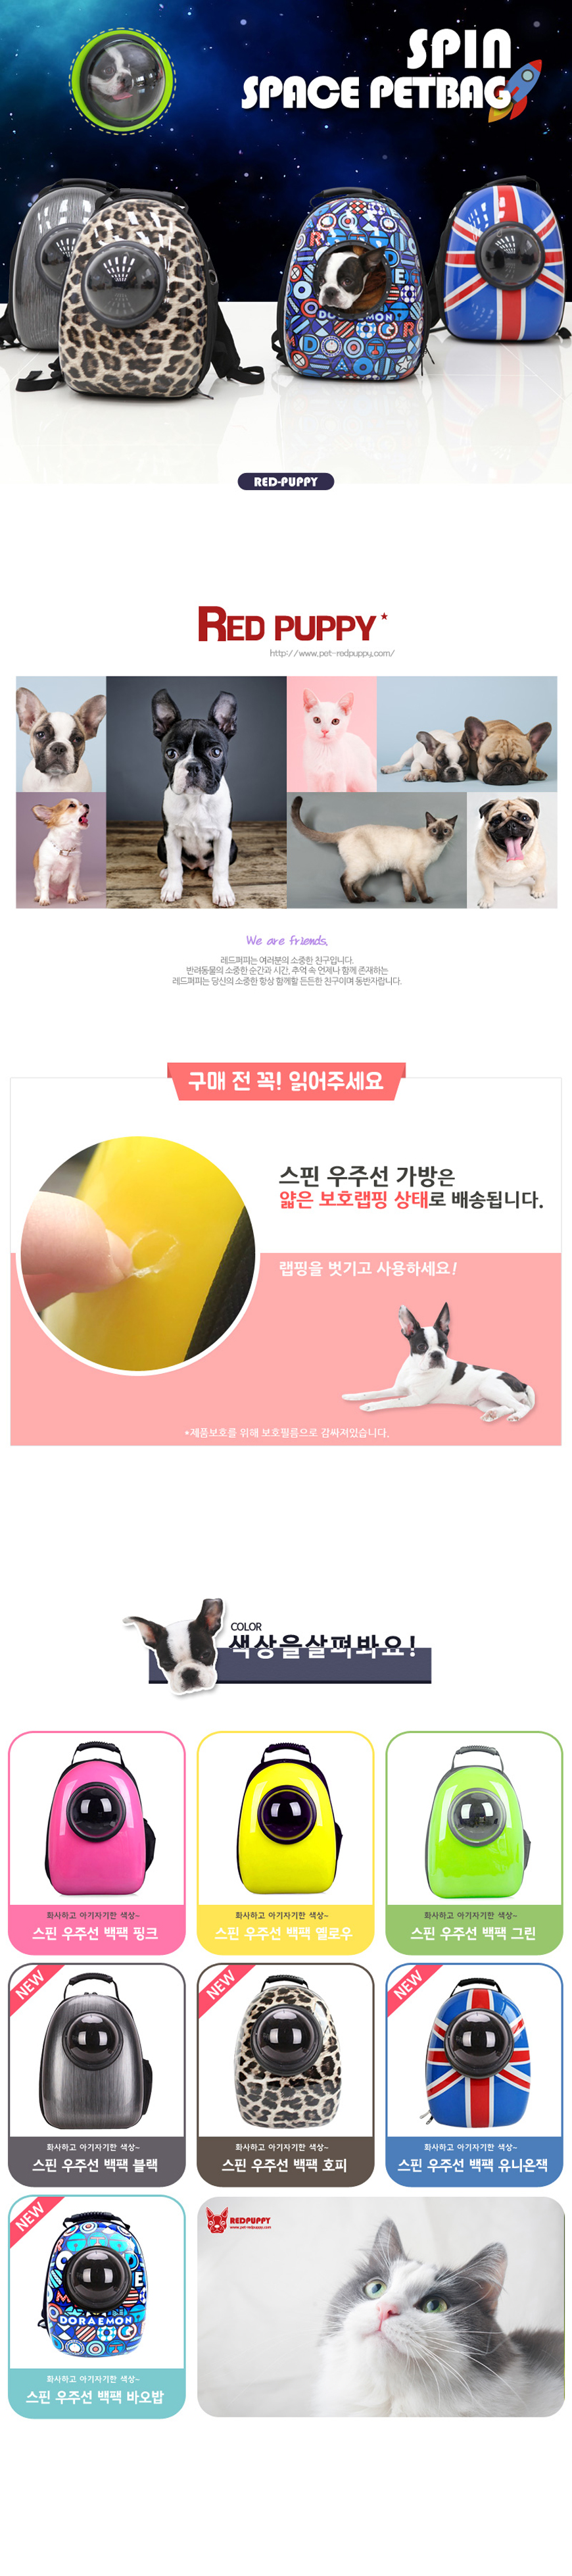 SPIN
SPACE PETBAG
RED-PUPPY
RED PUPPY
http://www.pet-redpuppy.com/
We are friends.
레드퍼피는 여러분의 소중한 친구입니다.
반려동물의 소중한 순간과 시간, 추억 속 언제나 함께 존재하는
레드퍼피는 당신의 소중한 항상 함께할 든든한 친구이며 동반자랍니다.
구매 전 꼭! 읽어주세요
스핀 우주선 가방은
얇은 보호랩핑 상태로 배송됩니다.
랩핑을 벗기고 사용하세요!
*제품보호를 위해 보호필름으로 감싸져있습니다.
COLOR
색상을살펴봐요!
화사하고 아기자기한 색상~
스핀 우주선 백팩 핑크
화사하고 아기자기한 색상~
스핀 우주선 백팩 옐로우
화사하고 아기자기한 색상~
스핀 우주선 백팩 그린
NEW
화사하고 아기자기한 색상~
스핀 우주선 백팩 블랙
NEW
화사하고 아기자기한 색상~
스핀 우주선 백팩 호피
NEW
화사하고 아기자기한 색상~
스핀 우주선 백팩 유니온잭
NEW
DORAEMON
화사하고 아기자기한 색상~
스핀 우주선 백팩 바오밥
REDPUPPY
www.pet-redpuppy.com